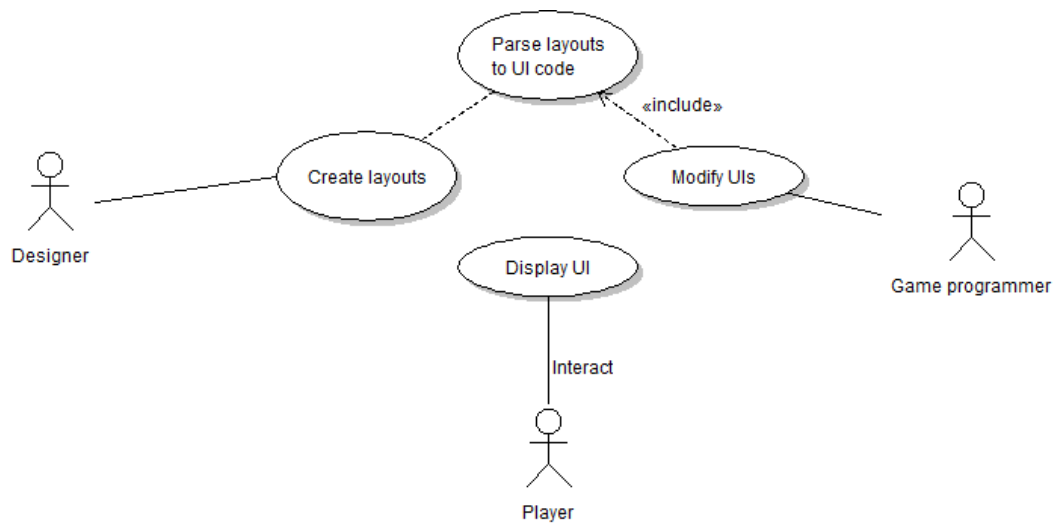 Parse layouts
to UI code
«include»
Create layouts
Modify UIs
Designer
Display UI
Game programmer
Interact
Player